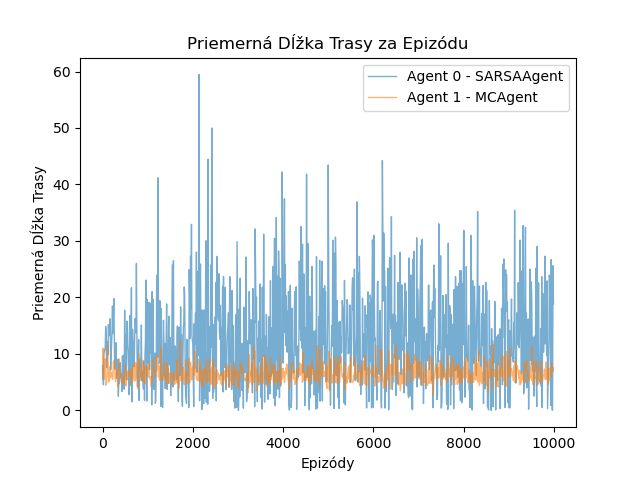 Priemerná Dĺžka Trasy za Epizódu
Agent 0 - SARSAAgent
Agent 1 - MCAgent
Priemerná Dĺžka Trasy
60
50
40
30
20
10
0
0 2000 4000 6000 8000 10000
Epizódy